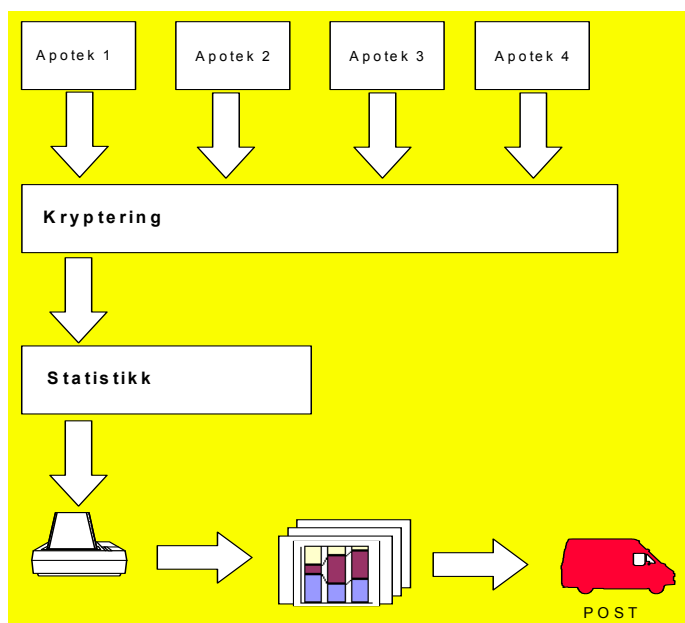 Apotek 1
Apotek 2
Apotek 3
Apotek 4
Kryptering
Statistikk
POST